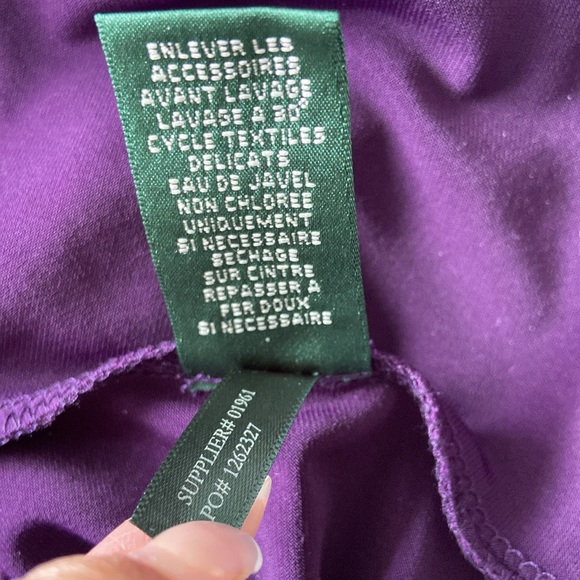 ENLEVER LES
ACCESSOIRES
AVANT LAVAGE
LAVAGE A 30°
CYCLE TEXTILES
DELICATS
EAU DE JAVEL
NON CHLOREE
UNIQUEMENT
SI NECESSAIRE
SECHAGE
SUR CINTRE
REPASSER A
FER DOUX
SI NECESSAIRE
SUPPLIER# 01961
PO# 1262327